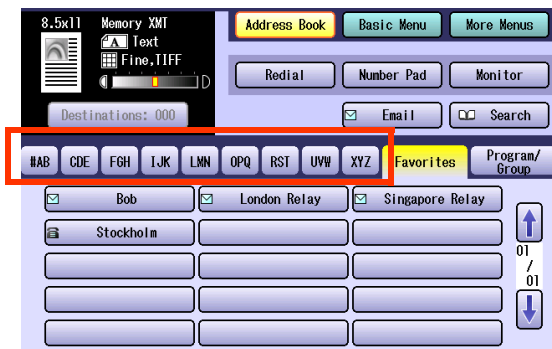 8.5x11 Memory XMT
A Text
Fine,TIFF
D
Destinations: 000
Address Book Basic Menu More Menus
Redial Number Pad Monitor
Email Search
#AB CDE FGH IJK LMN OPQ RST UVW XYZ Favorites Program/
Group
Bob London Relay Singapore Relay
Stockholm
01
/
01